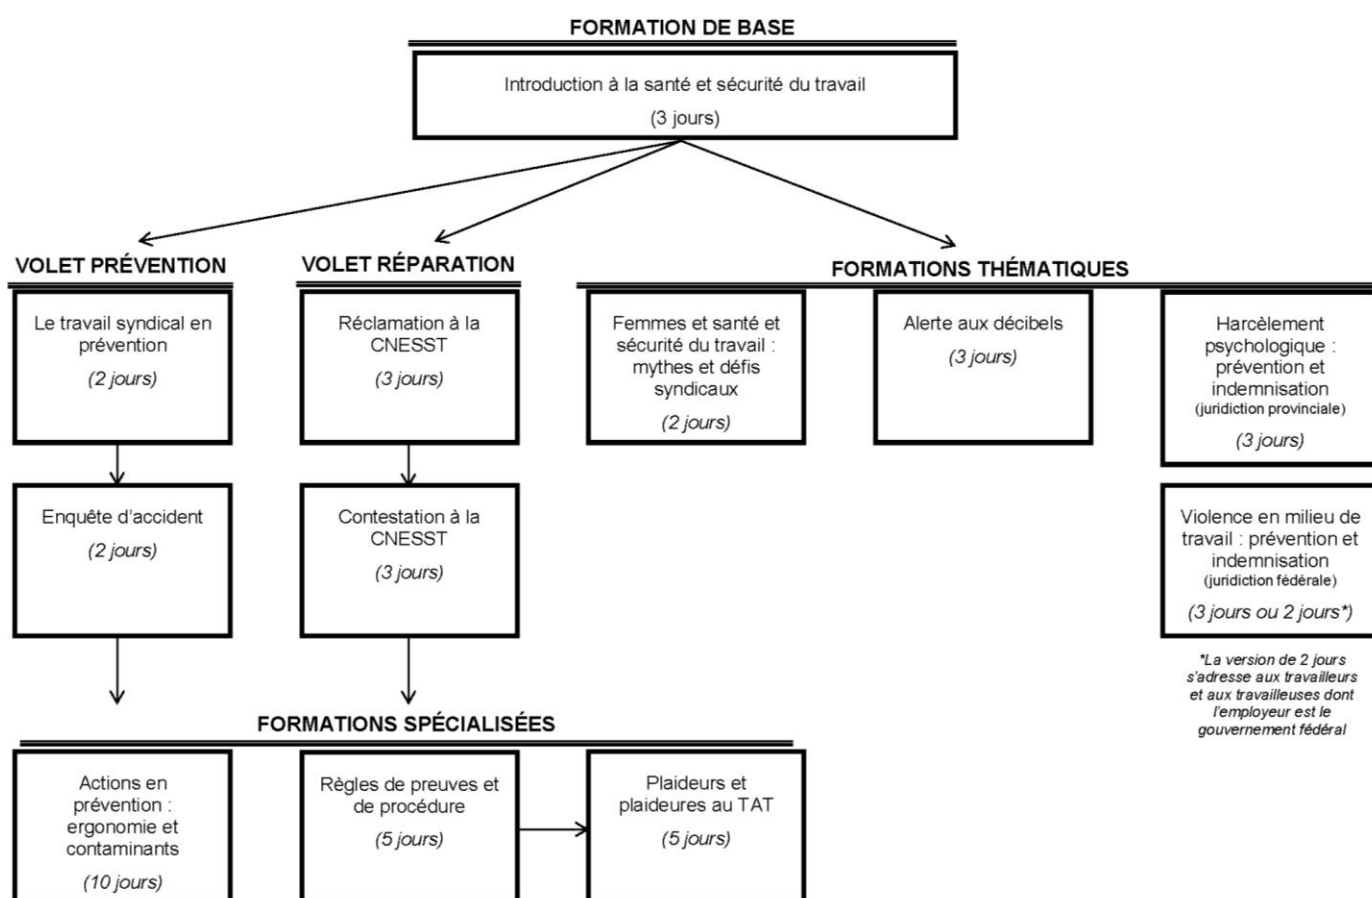 FORMATION DE BASE
Introduction à la santé et sécurité du travail
(3 jours)
VOLET PRÉVENTION
Le travail syndical en
prévention
(2 jours)
Enquête d'accident
(2 jours)
VOLET RÉPARATION
Réclamation à la
CNESST
(3 jours)
Contestation à la
CNESST
(3 jours)
FORMATIONS THÉMATIQUES
Femmes et santé et
sécurité du travail :
mythes et défis
syndicaux
(2 jours)
Alerte aux décibels
(3 jours)
Harcèlement
psychologique :
prévention et
indemnisation
(juridiction provinciale)
(3 jours)
Violence en milieu de
travail : prévention et
indemnisation
(juridiction fédérale)
(3 jours ou 2 jours*)
*La version de 2 jours
s'adresse aux travailleurs
et aux travailleuses dont
l'employeur est le
gouvernement fédéral
FORMATIONS SPÉCIALISÉES
Actions en
prévention :
ergonomie et
contaminants
(10 jours)
Règles de preuves et
de procédure
(5 jours)
Plaideurs et
plaideures au TAT
(5 jours)